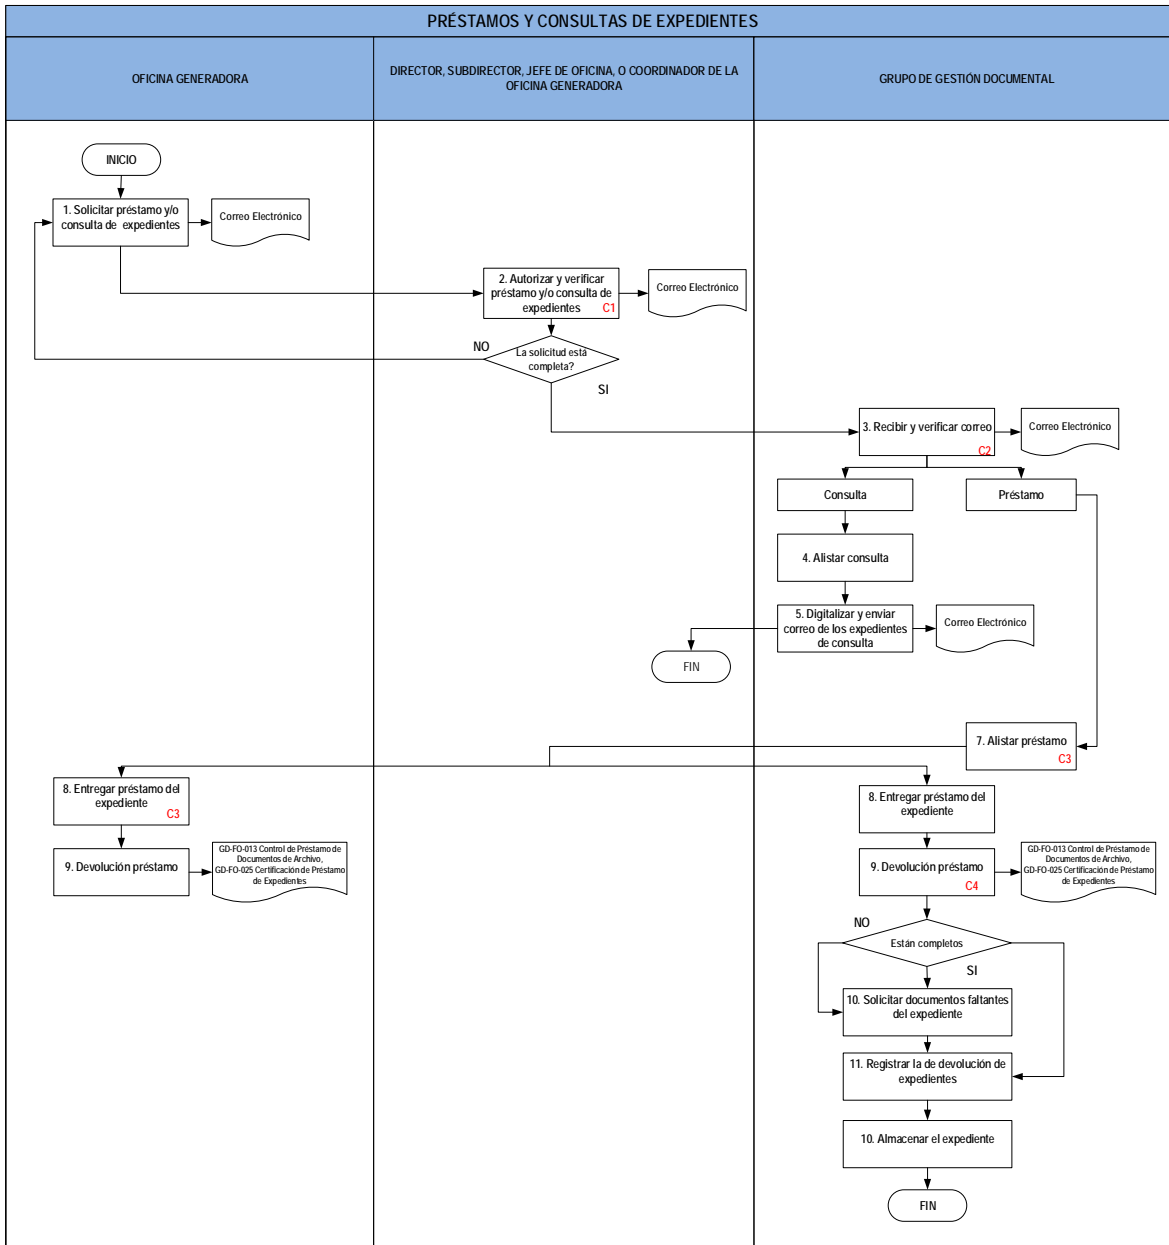 PRÉSTAMOS Y CONSULTAS DE EXPEDIENTES
OFICINA GENERADORA
DIRECTOR, SUBDIRECTOR, JEFE DE OFICINA, O COORDINADOR DE LA
OFICINA GENERADORA
GRUPO DE GESTIÓN DOCUMENTAL
INICIO
1. Solicitar préstamo y/o
consulta de expedientes
Correo Electrónico
2. Autorizar y verificar
préstamo y/o consulta de
expedientes
C1
Correo Electrónico
NO
La solicitud está
completa?
SI
3. Recibir y verificar correo
C2
Correo Electrónico
Consulta
Préstamo
4. Alistar consulta
5. Digitalizar y enviar
correo de los expedientes
de consulta
Correo Electrónico
FIN
7. Alistar préstamo
C3
8. Entregar préstamo del
expediente
C3
8. Entregar préstamo del
expediente
9. Devolución préstamo
GD-FO-013 Control de Préstamo de
Documentos de Archivo,
GD-FO-025 Certificación de Préstamo
de Expedientes
9. Devolución préstamo
C4
GD-FO-013 Control de Préstamo de
Documentos de Archivo,
GD-FO-025 Certificación de Préstamo
de Expedientes
NO
Están completos
SI
10. Solicitar documentos faltantes
del expediente
11. Registrar la de devolución de
expedientes
10. Almacenar el expediente
FIN